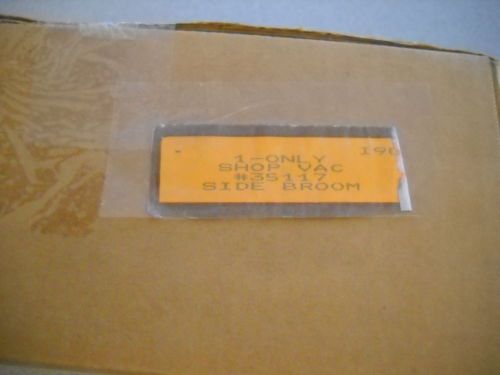 1-ONLY
SHOP VAC
#35117
SIDE BROOM